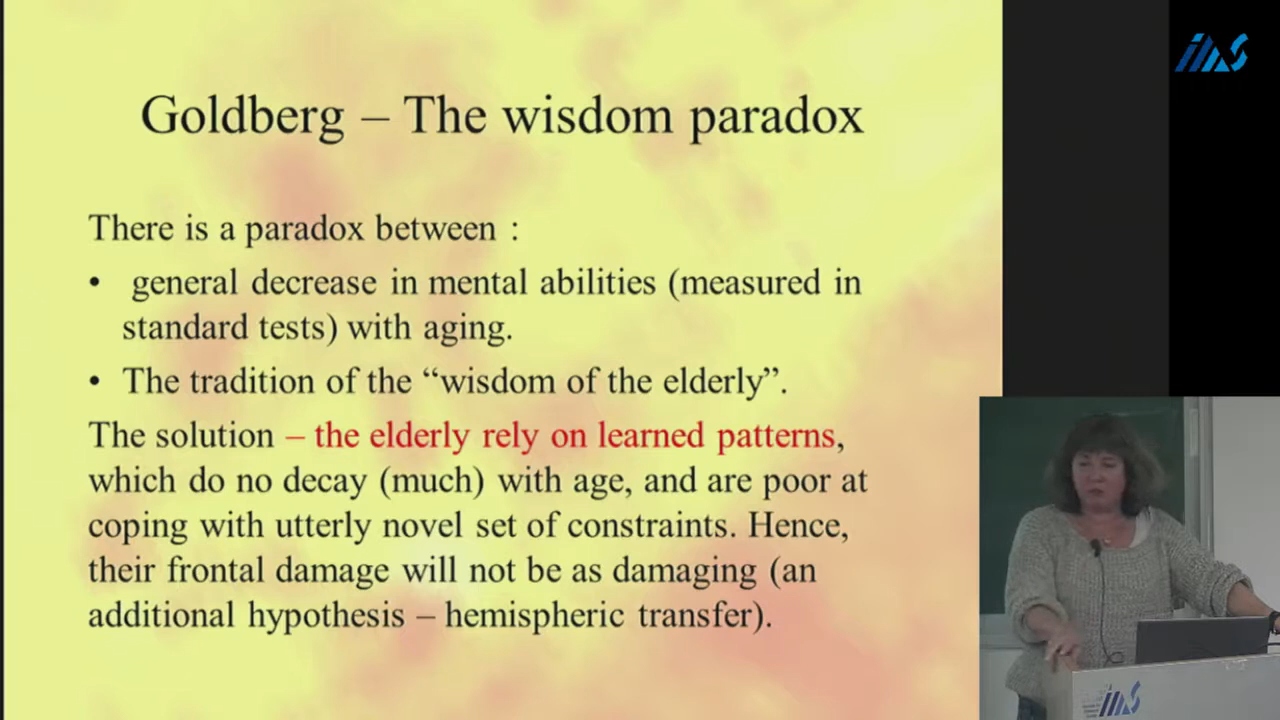 ims
Goldberg – The wisdom paradox
There is a paradox between :
• general decrease in mental abilities (measured in
standard tests) with aging.
• The tradition of the “wisdom of the elderly”.
The solution – the elderly rely on learned patterns,
which do no decay (much) with age, and are poor at
coping with utterly novel set of constraints. Hence,
their frontal damage will not be as damaging (an
additional hypothesis – hemispheric transfer).
ims